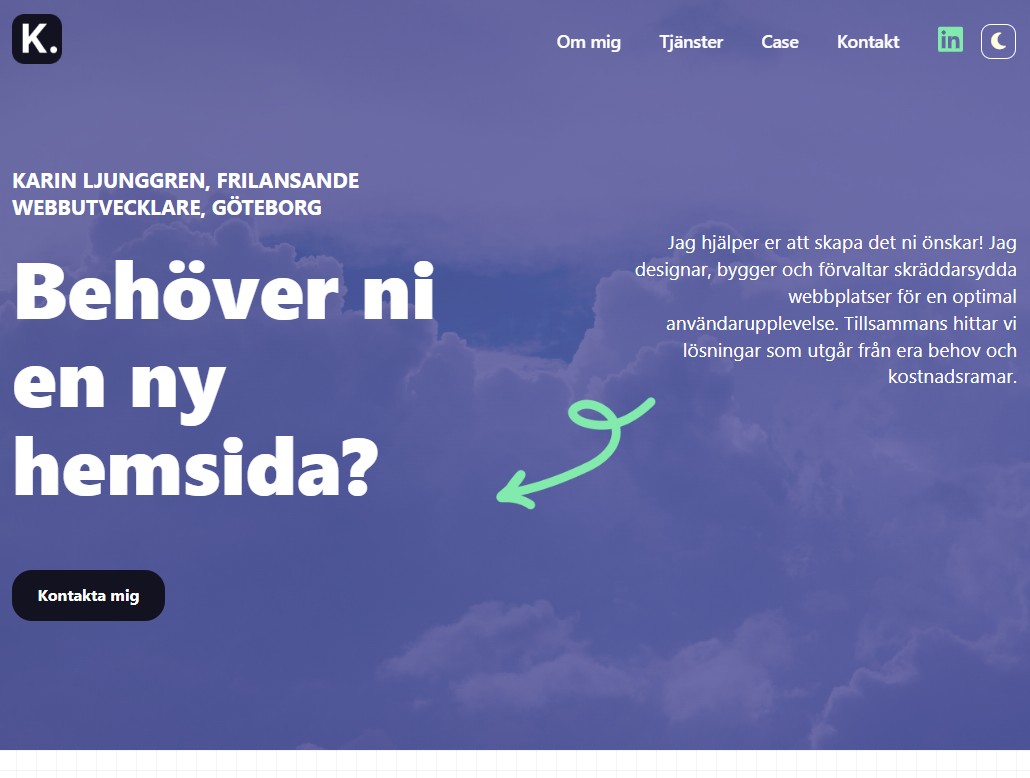 K.
Om mig
Tjänster
Case
Kontakt
in
KARIN LJUNGGREN, FRILANSANDE
WEBBUTVECKLARE, GÖTEBORG
Behöver ni
en ny
hemsida?
Jag hjälper er att skapa det ni önskar! Jag
designar, bygger och förvaltar skräddarsydda
webbplatser för en optimal
användarupplevelse. Tillsammans hittar vi
lösningar som utgår från era behov och
kostnadsramar.
Kontakta mig